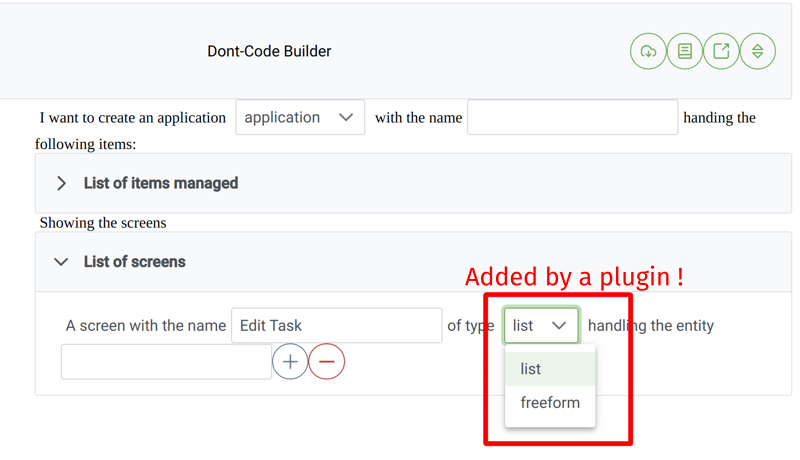 Dont-Code Builder
I want to create an application application with the name handing the
following items:
List of items managed
Showing the screens
List of screens
Added by a plugin !
A screen with the name Edit Task of type list handling the entity
list
freeform